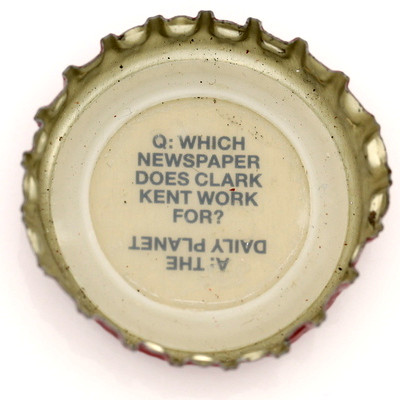 Q: WHICH
NEWSPAPER
DOES CLARK
KENT WORK
FOR?
A: THE
DAILY PLANET